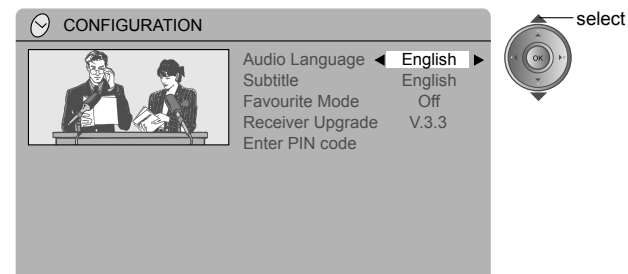 CONFIGURATION
select
Audio Language English
Subtitle English
Favourite Mode Off
Receiver Upgrade V.3.3
Enter PIN code
OK